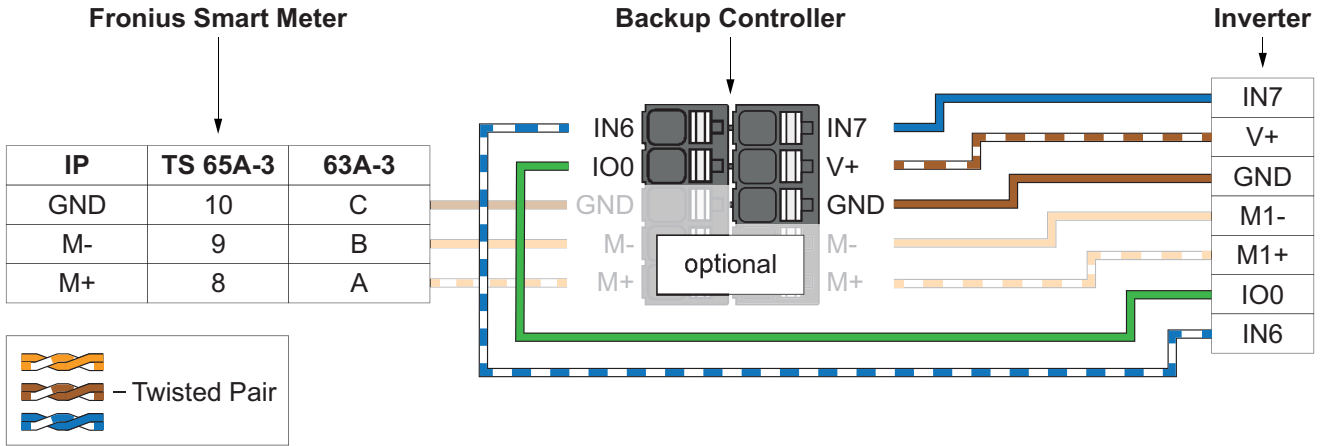 Fronius Smart Meter
Backup Controller
Inverter
IP TS 65A-3 63A-3
GND 10 C
M- 9 B
M+ 8 A
IN6
IO0
GND
M-
M+
optional
IN7
V+
GND
M-
M+
IN7
V+
GND
M1-
M1+
IO0
IN6
– Twisted Pair